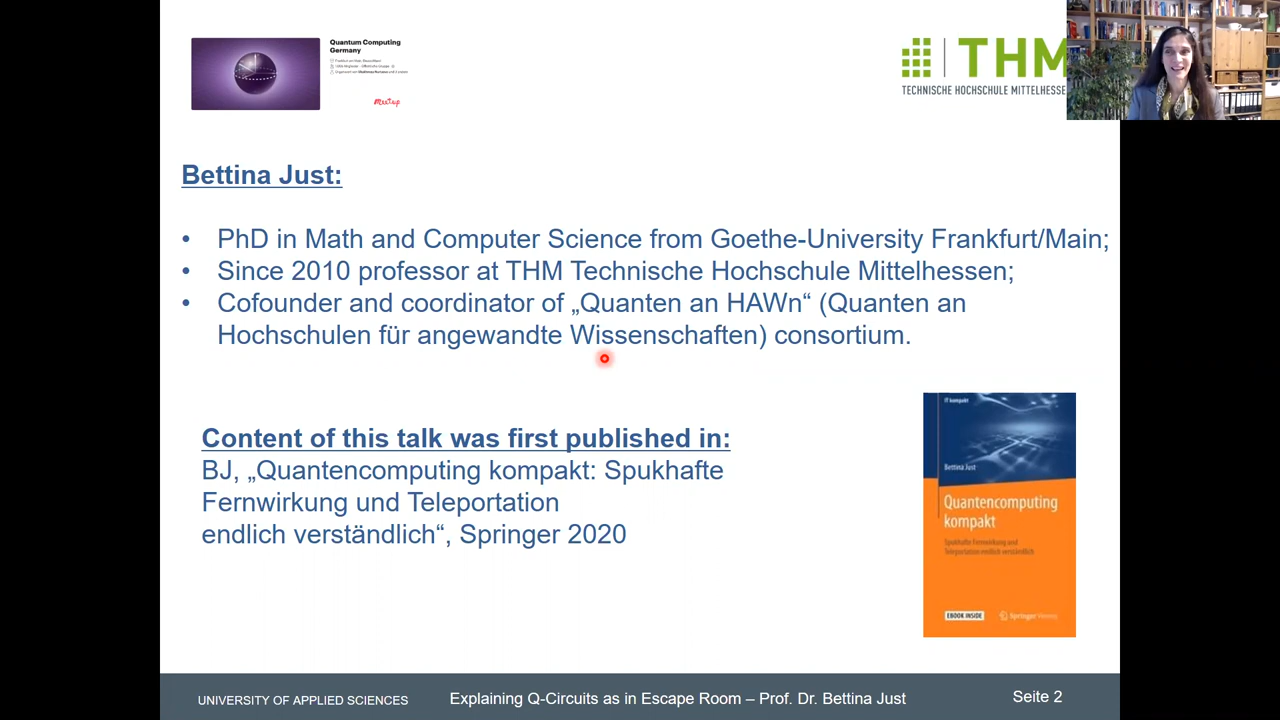 Quantum Computing
Germany
meetup
THM
TECHNISCHE HOCHSCHULE MITTELHESSE
Bettina Just:
• PhD in Math and Computer Science from Goethe-University Frankfurt/Main;
• Since 2010 professor at THM Technische Hochschule Mittelhessen;
• Cofounder and coordinator of „Quanten an HAWn“ (Quanten an
Hochschulen für angewandte Wissenschaften) consortium.
Content of this talk was first published in:
BJ, „Quantencomputing kompakt: Spukhafte
Fernwirkung und Teleportation
endlich verständlich“, Springer 2020
IT kompakt
Bettina Just
Quantencomputing
kompakt
Spukhafte Fernwirkung und
Teleportation endlich verständlich
EBOOK INSIDE
Springer Vieweg
UNIVERSITY OF APPLIED SCIENCES
Explaining Q-Circuits as in Escape Room – Prof. Dr. Bettina Just
Seite 2